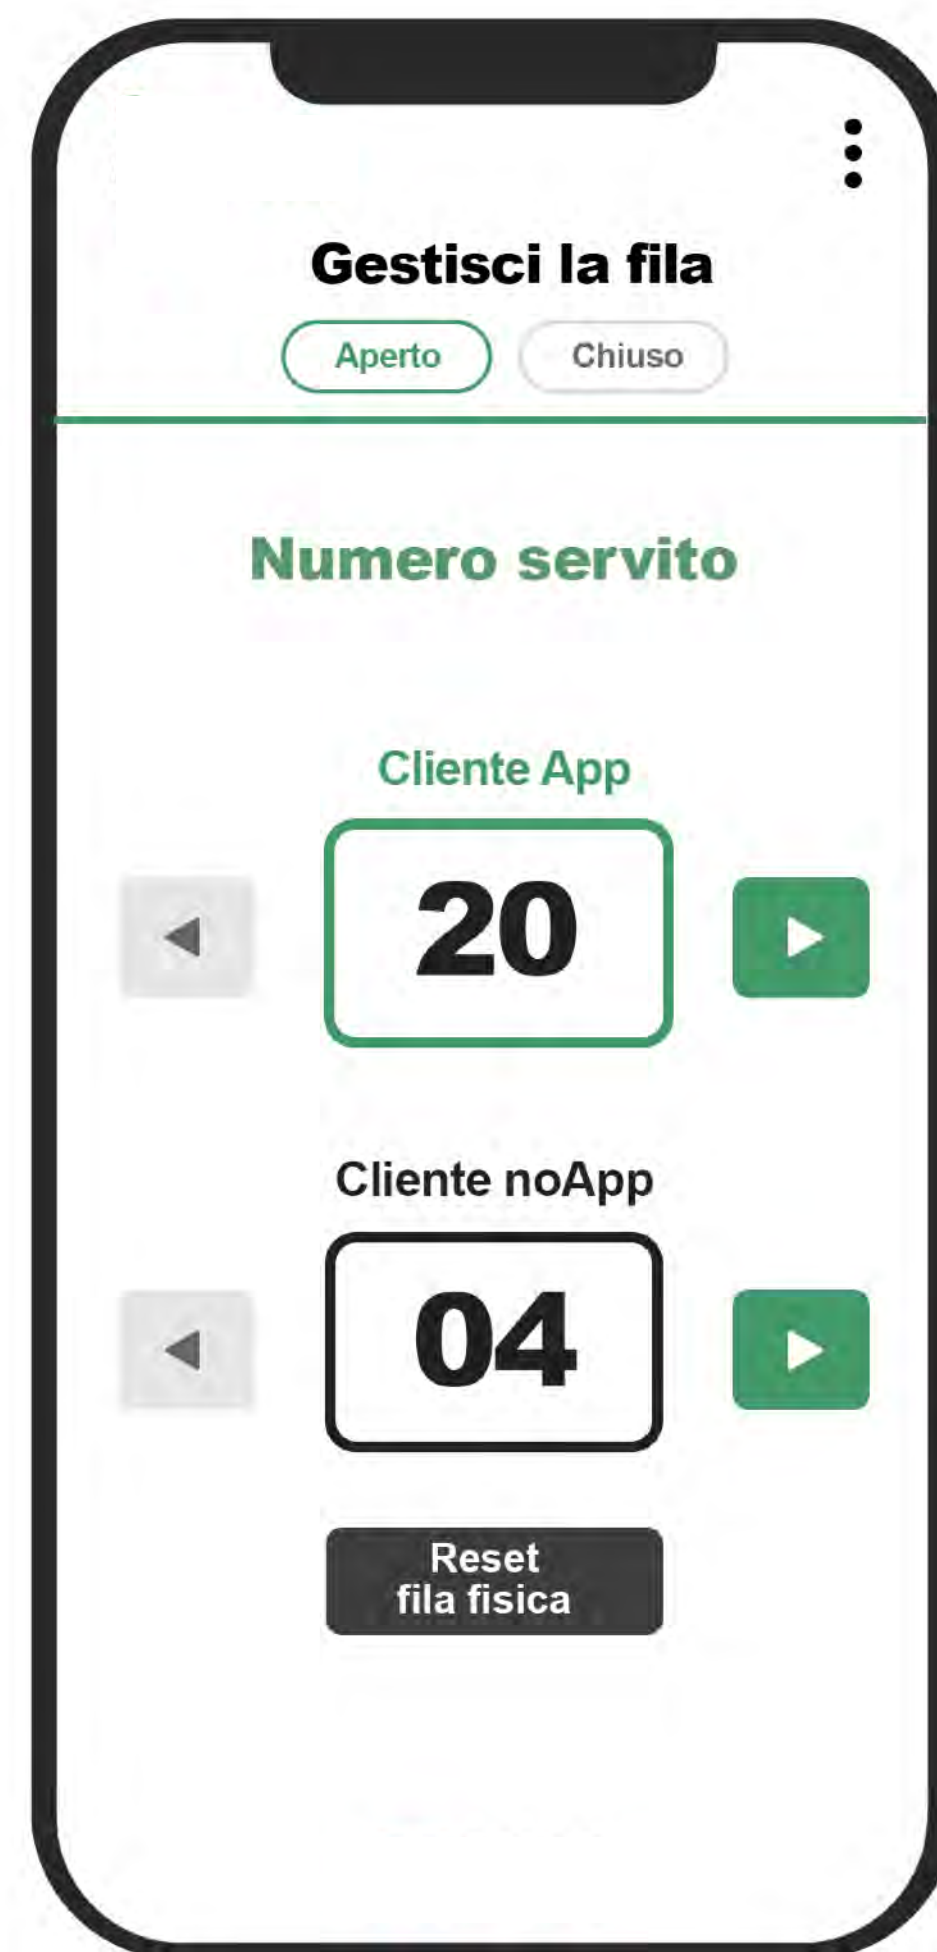 Gestisci la fila
Aperto Chiuso
Numero servito
Cliente App
20
Cliente noApp
04
Reset
fila fisica